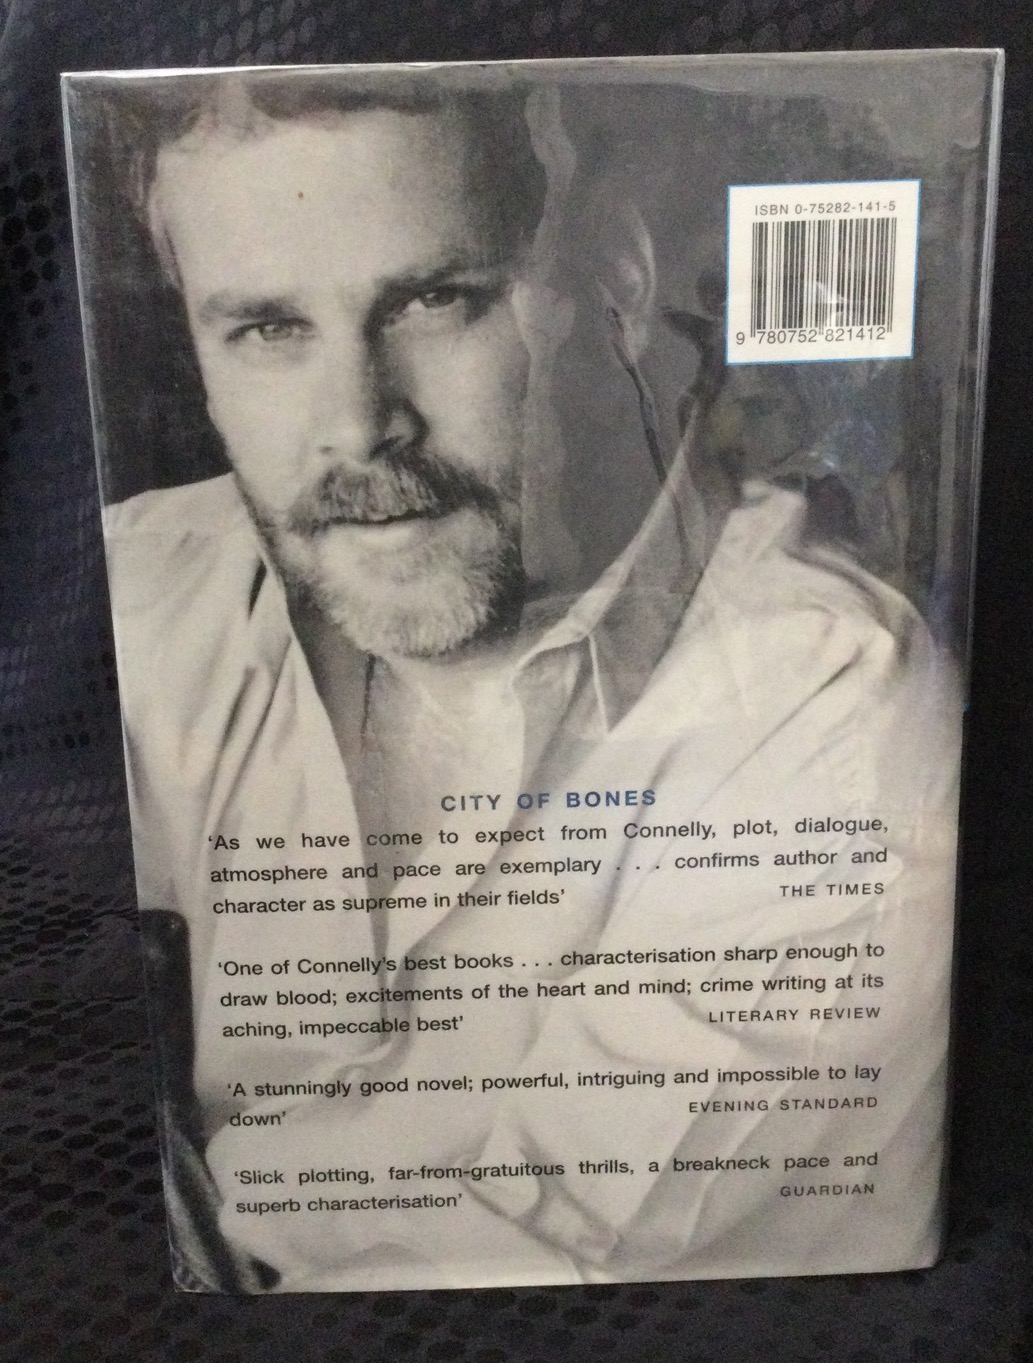 ISBN 0-75282-141-5
9 780752 821412
CITY OF BONES
‘As we have come to expect from Connelly, plot, dialogue,
atmosphere and pace are exemplary . . . confirms author and
character as supreme in their fields’ THE TIMES
‘One of Connelly's best books . . . characterisation sharp enough to
draw blood; excitements of the heart and mind; crime writing at its
aching, impeccable best’ LITERARY REVIEW
‘A stunningly good novel; powerful, intriguing and impossible to lay
down’ EVENING STANDARD
‘Slick plotting, far-from-gratuitous thrills, a breakneck pace and
superb characterisation’ GUARDIAN